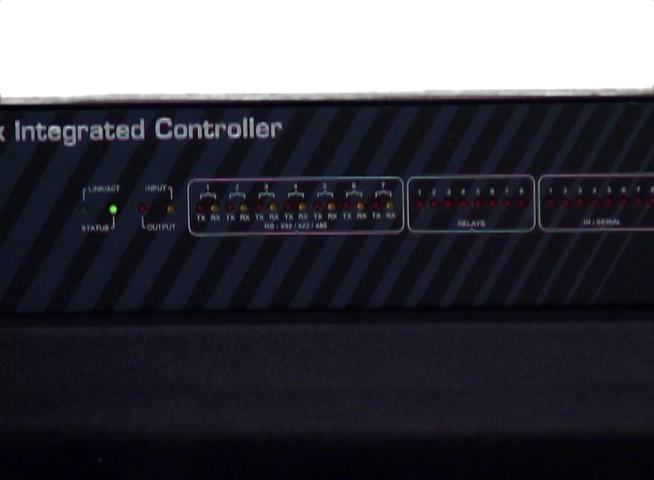 x Integrated Controller
LINK/ACT
STATUS
INPUT
OUTPUT
1 2 3 4 5 6 7
TX RX TX RX TX RX TX RX TX RX TX RX TX RX
RS-232 / 422 / 485
1 2 3 4 5 6 7 8
RELAYS
1 2 3 4 5 6 7 8
IR / SERIAL